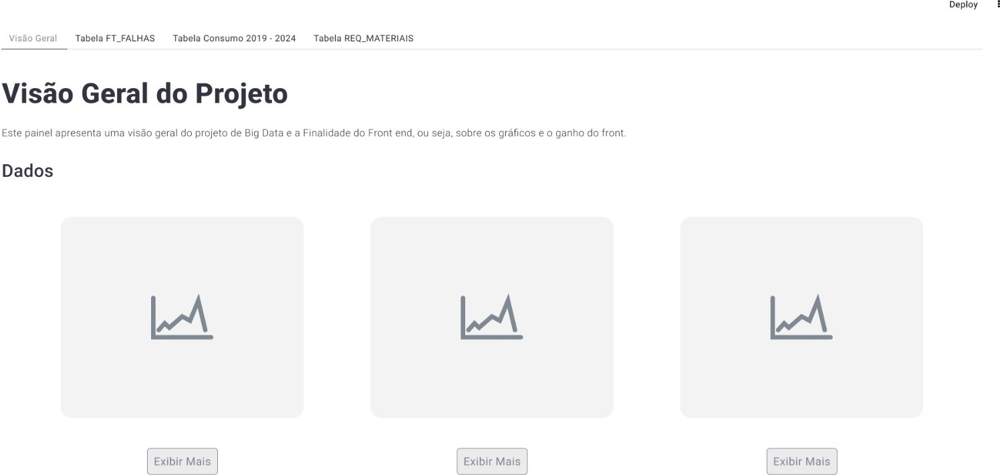 Deploy
Visão Geral
Tabela FT_FALHAS
Tabela Consumo 2019 - 2024
Tabela REQ_MATERIAIS
Visão Geral do Projeto
Este painel apresenta uma visão geral do projeto de Big Data e a Finalidade do Front end, ou seja, sobre os gráficos e o ganho do front.
Dados
Exibir Mais
Exibir Mais
Exibir Mais